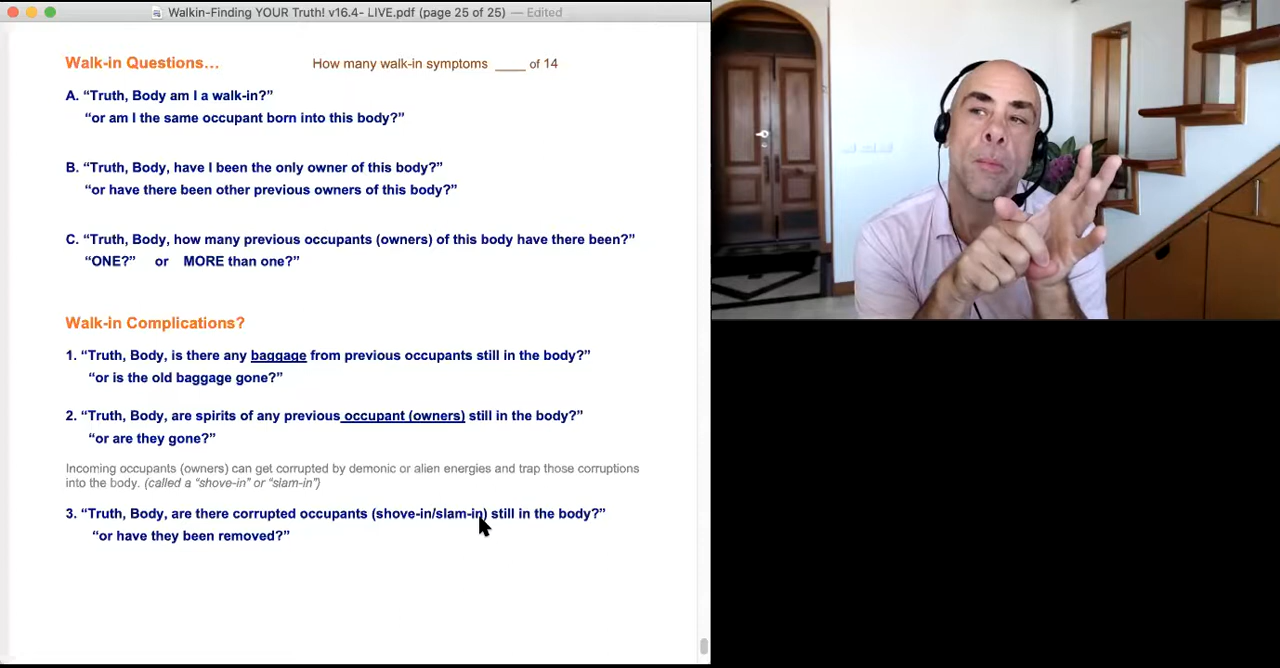 Walkin-Finding YOUR Truth! v16.4- LIVE.pdf (page 25 of 25) — Edited
Walk-in Questions…
How many walk-in symptoms ____ of 14
A. “Truth, Body am I a walk-in?”
“or am I the same occupant born into this body?”
B. “Truth, Body, have I been the only owner of this body?”
“or have there been other previous owners of this body?”
C. “Truth, Body, how many previous occupants (owners) of this body have there been?”
“ONE?” or MORE than one?”
Walk-in Complications?
1. “Truth, Body, is there any baggage from previous occupants still in the body?”
“or is the old baggage gone?”
2. “Truth, Body, are spirits of any previous occupant (owners) still in the body?”
“or are they gone?”
Incoming occupants (owners) can get corrupted by demonic or alien energies and trap those corruptions
into the body. (called a “shove-in” or “slam-in”)
3. “Truth, Body, are there corrupted occupants (shove-in/slam-in) still in the body?”
“or have they been removed?”